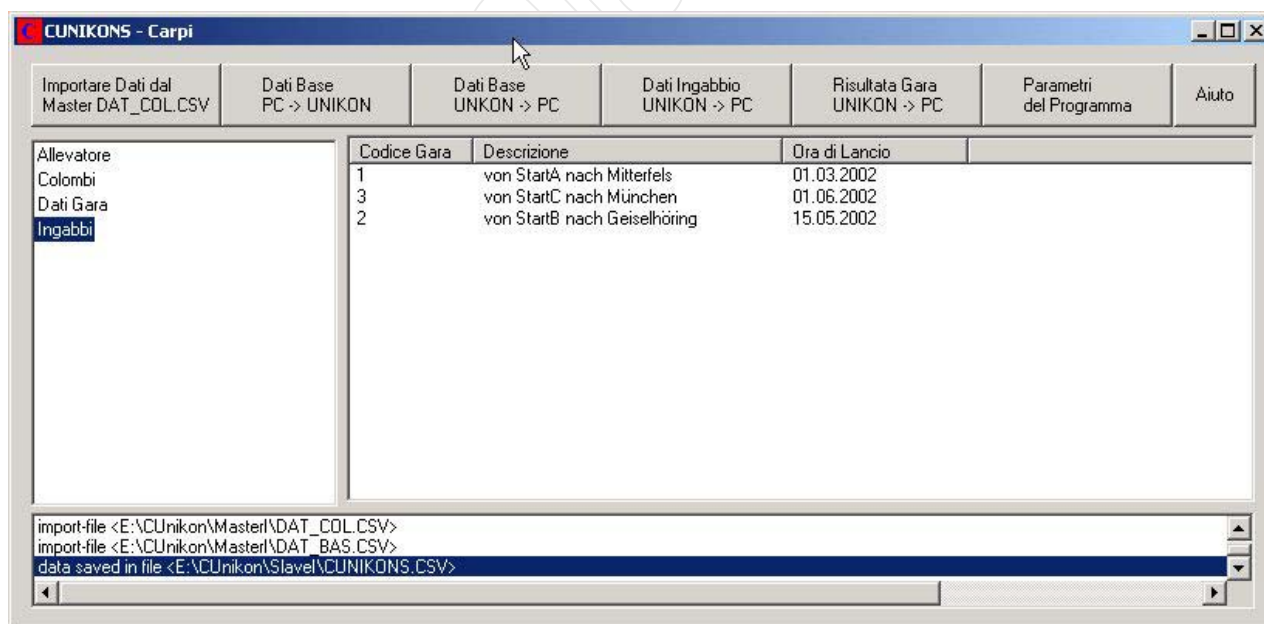 CUNIKONS - Carpi
Importare Dati dal
Master DAT_COL.CSV
Dati Base
PC -> UNIKON
Dati Base
UNKON -> PC
Dati Ingabbio
UNIKON -> PC
Risultata Gara
UNIKON -> PC
Parametri
del Programma
Aiuto
Allevatore
Colombi
Dati Gara
Ingabbi
Codice Gara Descrizione Ora di Lancio
1 von StartA nach Mitterfels 01.03.2002
3 von StartC nach München 01.06.2002
2 von StartB nach Geiselhöring 15.05.2002
import-file <E:\CUnikon\MasterI\DAT_COL.CSV>
import-file <E:\CUnikon\MasterI\DAT_BAS.CSV>
data saved in file <E:\CUnikon\SlaveI\CUNIKONS.CSV>